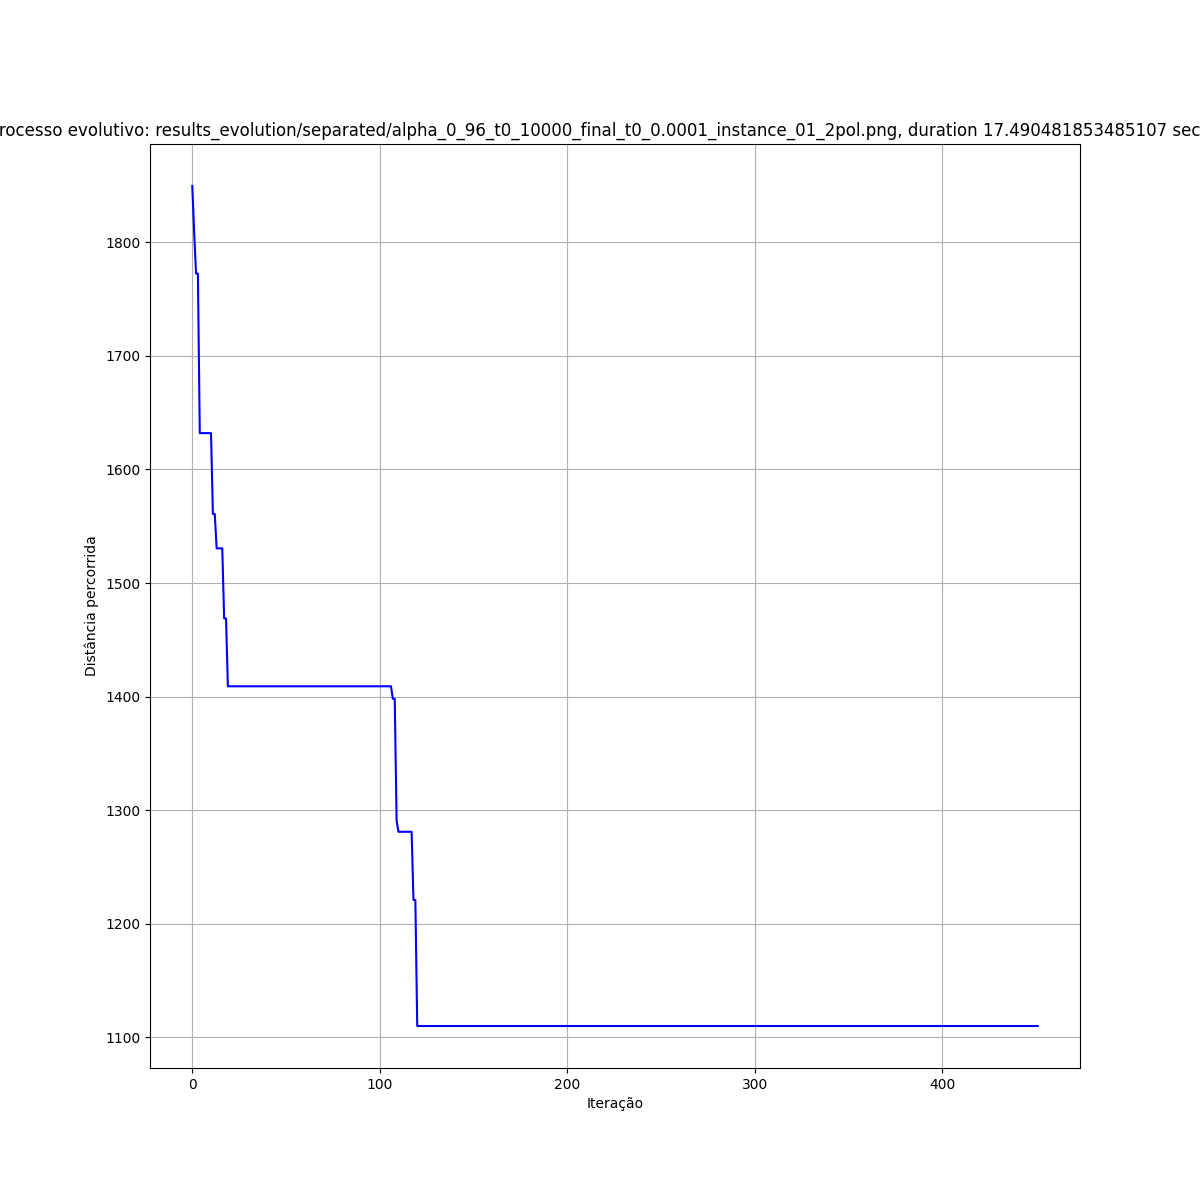 rocesso evolutivo: results_evolution/separated/alpha_0_96_t0_10000_final_t0_0.0001_instance_01_2pol.png, duration 17.490481853485107 sec
1800
1700
1600
1500
1400
1300
1200
1100
Distância percorrida
0 100 200 300 400
Iteração